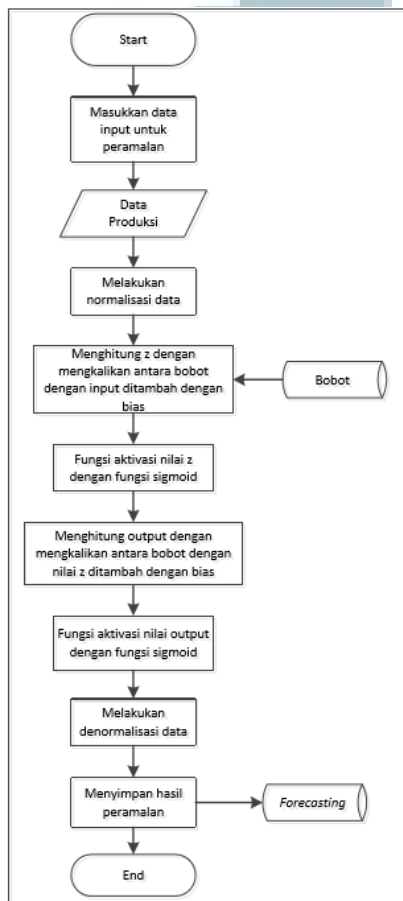 Start
Masukkan data
input untuk
peramalan
Data
Produksi
Melakukan
normalisasi data
Menghitung z dengan
mengkalikan antara bobot
dengan input ditambah dengan
bias
Bobot
Fungsi aktivasi nilai z
dengan fungsi sigmoid
Menghitung output dengan
mengkalikan antara bobot dengan
nilai z ditambah dengan bias
Fungsi aktivasi nilai output
dengan fungsi sigmoid
Melakukan
denormalisasi data
Menyimpan hasil
peramalan
Forecasting
End